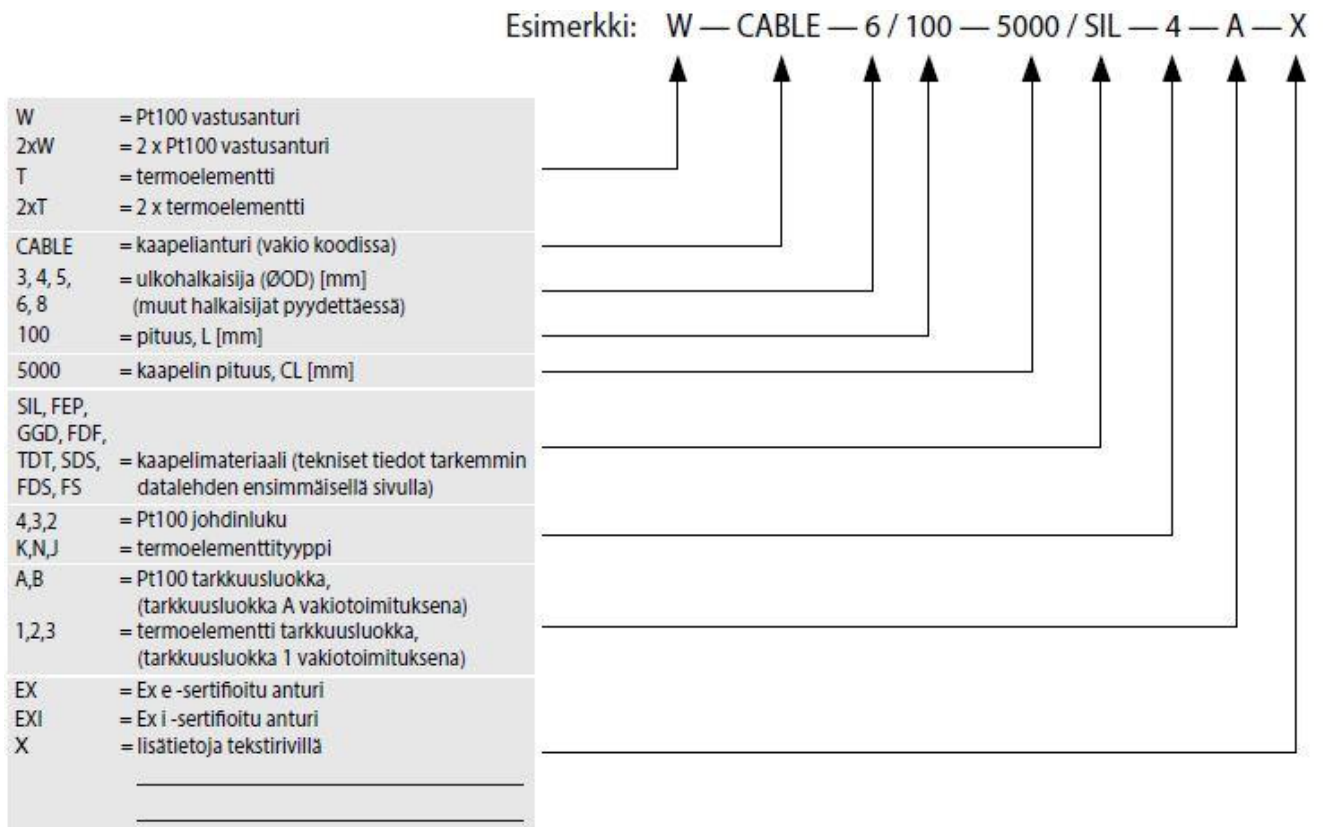 Esimerkki: W — CABLE — 6 / 100 — 5000 / SIL — 4 — A — X
W = Pt100 vastusanturi
2xW = 2 x Pt100 vastusanturi
T = termoelementti
2xT = 2 x termoelementti
CABLE = kaapelianturi (vakio koodissa)
3, 4, 5, = ulkohalkaisija (ØOD) [mm]
6, 8 (muut halkaisijat pyydettäessä)
100 = pituus, L [mm]
5000 = kaapelin pituus, CL [mm]
SIL, FEP,
GGD, FDF,
TDT, SDS, = kaapelimateriaali (tekniset tiedot tarkemmin
FDS, FS datalehden ensimmäisellä sivulla)
4,3,2 = Pt100 johdinluku
K,N,J = termoelementtityyppi
A,B = Pt100 tarkkuusluokka,
(tarkkuusluokka A vakiotoimituksena)
1,2,3 = termoelementti tarkkuusluokka,
(tarkkuusluokka 1 vakiotoimituksena)
EX = Ex e -sertifioitu anturi
EXI = Ex i -sertifioitu anturi
X = lisätietoja tekstirivillä